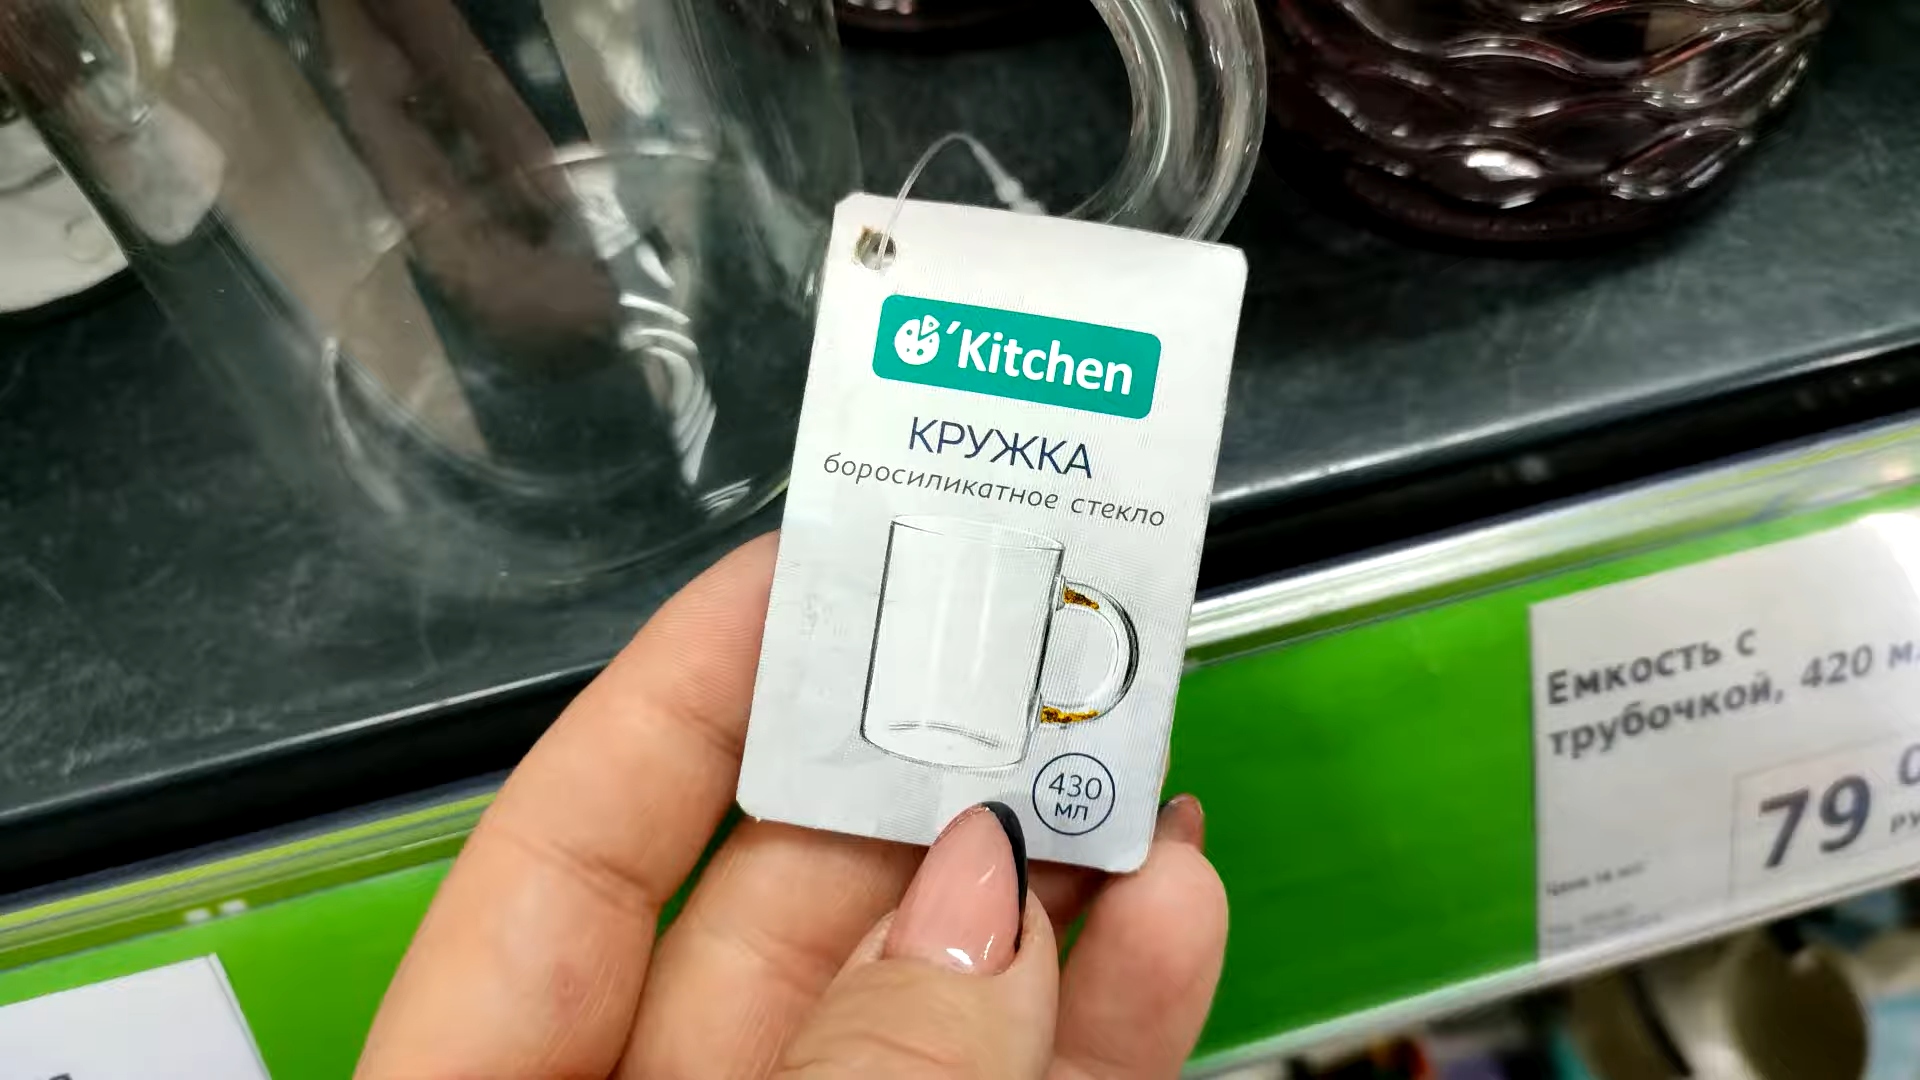 'Kitchen
КРУЖКА
боросиликатное стекло
430
мл
Емкость с
трубочкой, 420
79